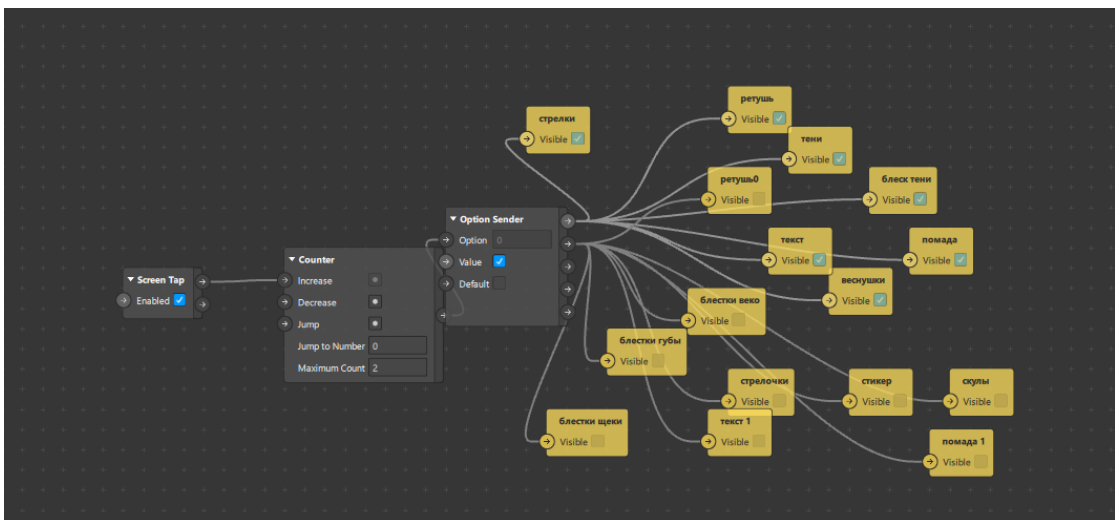 ретушь
Visible
стрелки
Visible
тени
Visible
ретушь0
Visible
блеск тени
Visible
Option Sender
Option 0
Value
Default
текст
Visible
помада
Visible
Counter
Increase
Decrease
Jump
Jump to Number 0
Maximum Count 2
Screen Tap
Enabled
веснушки
Visible
блестки веко
Visible
блестки губы
Visible
стрелочки
Visible
стикер
Visible
скулы
Visible
блестки щеки
Visible
текст 1
Visible
помада 1
Visible